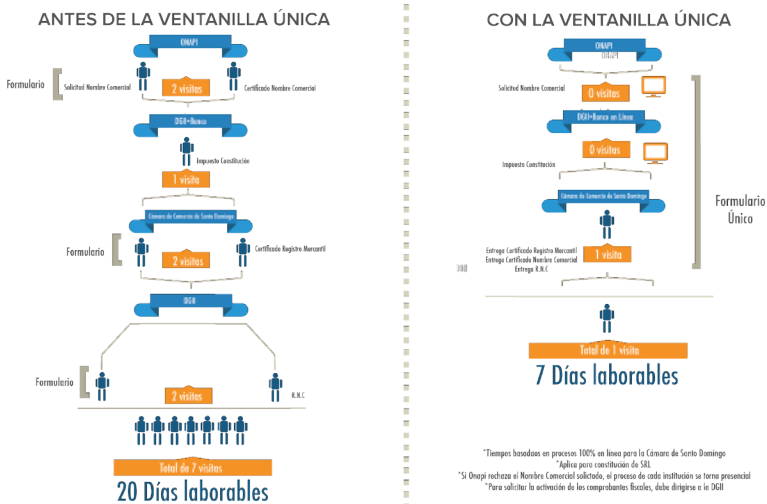 ANTES DE LA VENTANILLA ÚNICA
ONAPI
Formulario
Solicitud Nombre Comercial
2 visitas
Certificado Nombre Comercial
DGII+Banco
Impuesto Constitución
1 visita
Cámara de Comercio de Santo Domingo
Formulario
2 visitas
Certificado Registro Mercantil
DGII
Formulario
2 visitas
R.N.C
Total de 7 visitas
20 Días laborables
CON LA VENTANILLA ÚNICA
ONAPI
Solicitud Nombre Comercial
0 visitas
DGII+Banco en Línea
0 visitas
Impuesto Constitución
Cámara de Comercio de Santo Domingo
Formulario
Único
Entrega Certificado Registro Mercantil
Entrega Certificado Nombre Comercial
Entrega R.N.C
1 visita
Total de 1 visita
7 Días laborables
*Tiempos basadaos en procesos 100% en línea para la Cámara de Santo Domingo
*Aplica para constitución de SRL
*Si Onapi rechaza el Nombre Comercial solicitado, el proceso de cada institución se torna presencial
*Para solicitar la activación de los comprobantes fiscales, debe dirigirse a la DGII